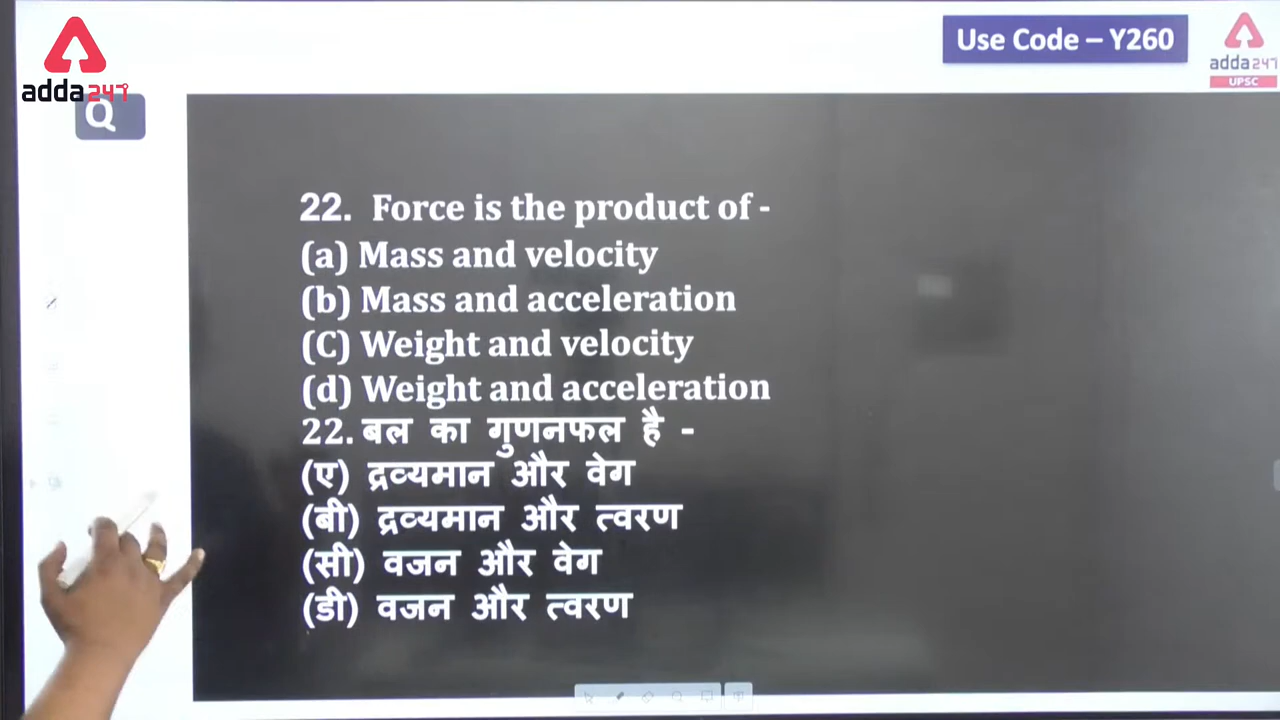 Use Code – Y260
adda247
adda247
UPSC
Q
22. Force is the product of -
(a) Mass and velocity
(b) Mass and acceleration
(C) Weight and velocity
(d) Weight and acceleration
22. बल का गुणनफल है -
(ए) द्रव्यमान और वेग
(बी) द्रव्यमान और त्वरण
(सी) वजन और वेग
(डी) वजन और त्वरण